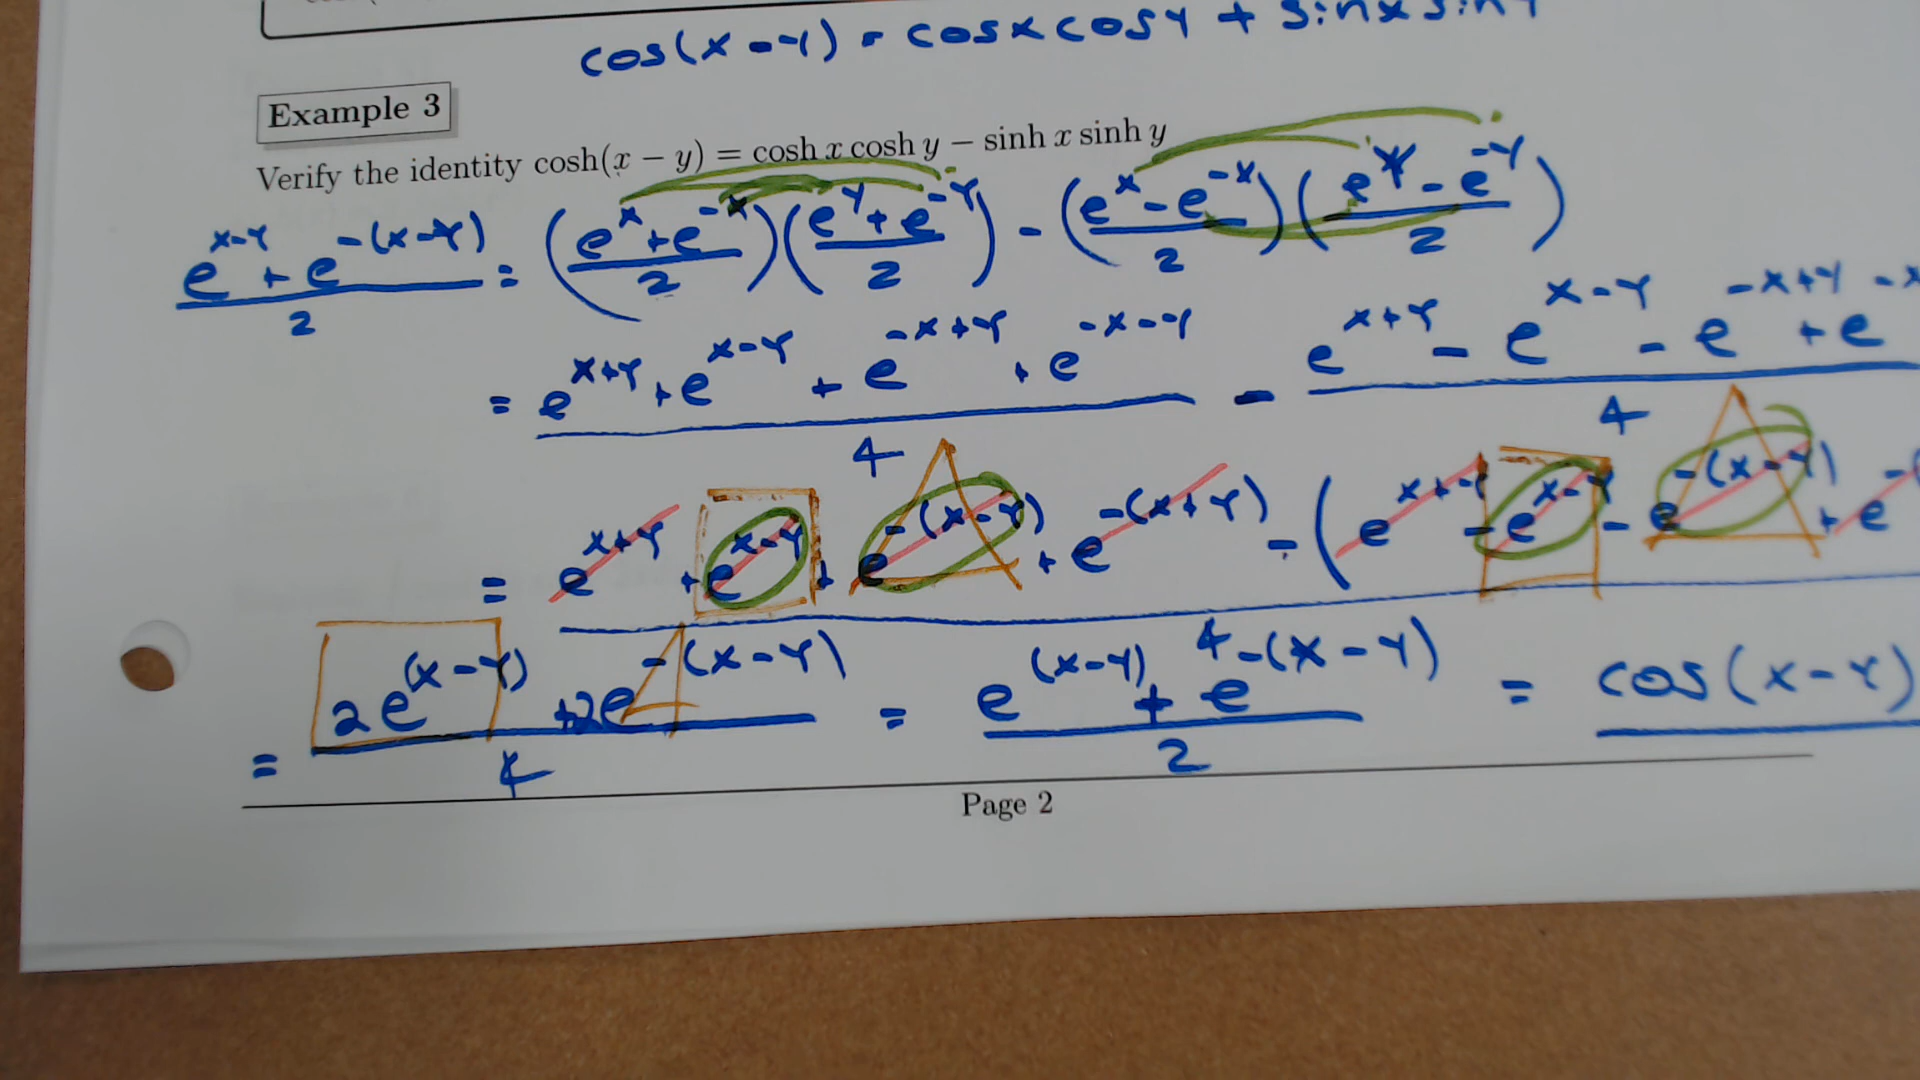 cos(x-y) = cosx cosy + sinx siny
Example 3
Verify the identity cosh(x − y) = cosh x cosh y − sinh x sinh y
(e^(x-y) + e^(-(x-y)))/2 = ((e^x + e^(-x))/2)((e^y + e^(-y))/2) - ((e^x - e^(-x))/2)((e^y - e^(-y))/2)
= (e^(x+y) + e^(x-y) + e^(-x+y) + e^(-x-y))/4 - (e^(x+y) - e^(x-y) - e^(-x+y) + e^(-x
= (e^(x+y) + e^(x-y) + e^(-(x-y)) + e^(-(x+y)) - (e^(x+y) - e^(x-y) - e^(-(x-y)) + e^(-(
4
= (2e^(x-y) + 2e^(-(x-y)))/4 = (e^(x-y) + e^(-(x-y)))/2 = cos(x-y)
Page 2